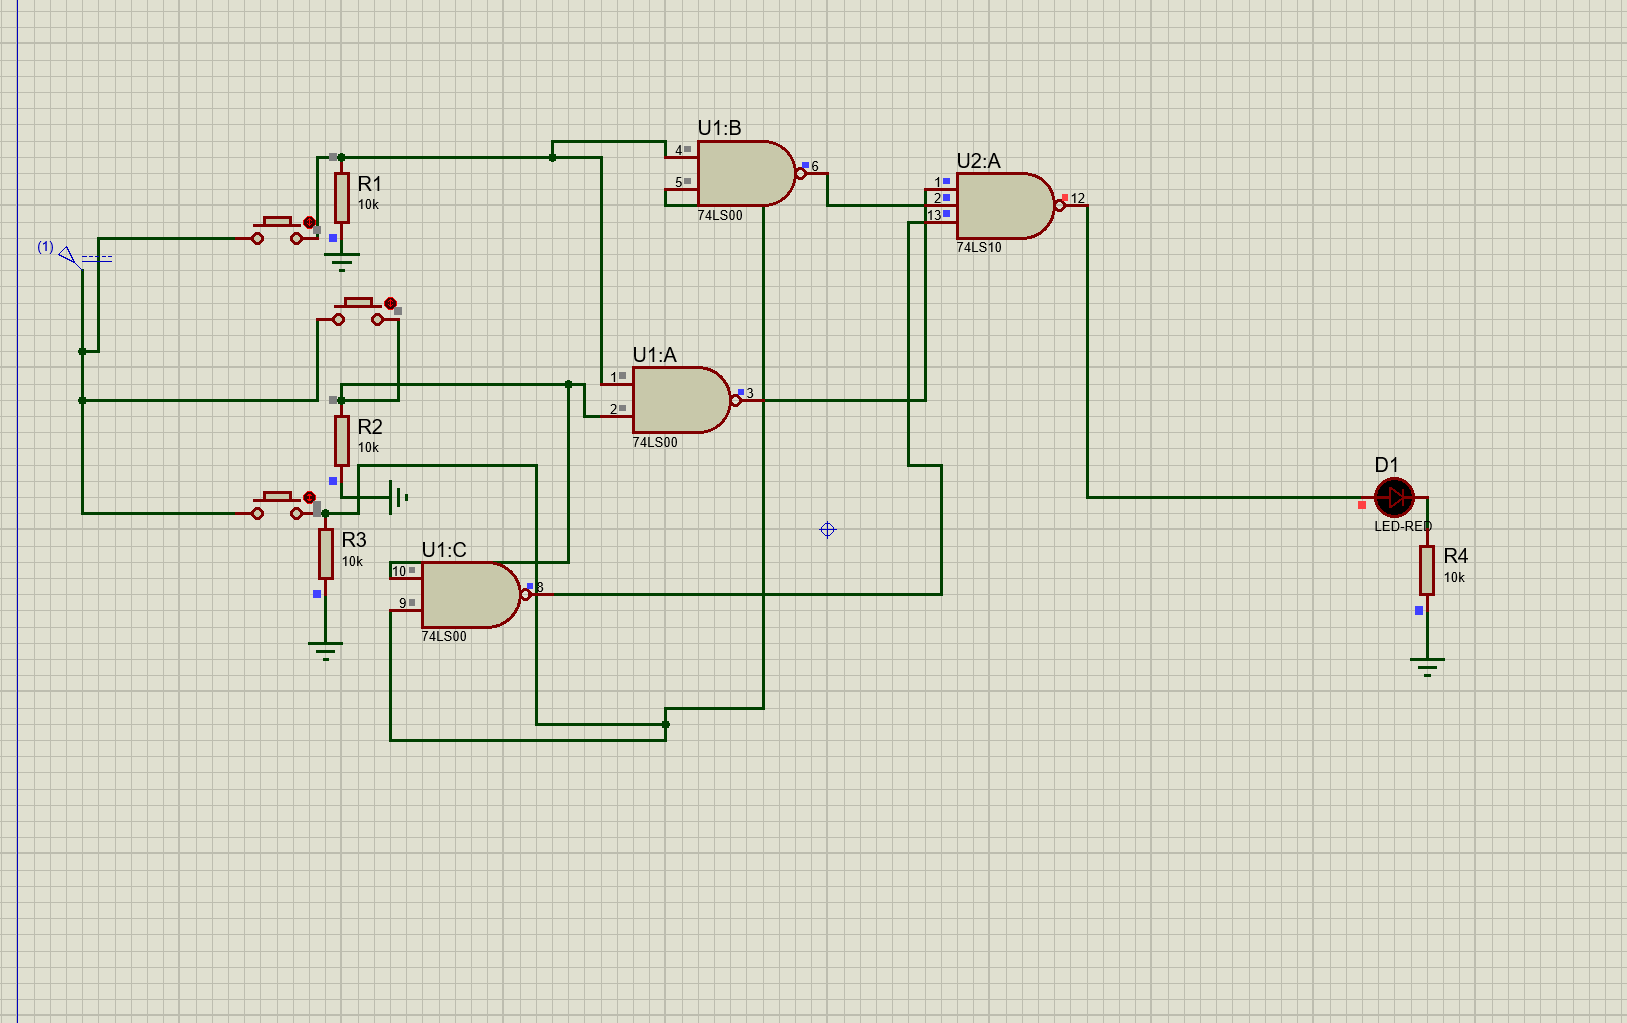 U1:B
4
5
6
74LS00
U2:A
1
2
13
12
74LS10
R1
10k
(1)
U1:A
1
2
3
74LS00
R2
10k
D1
LED-RED
R3
10k
U1:C
10
9
8
74LS00
R4
10k